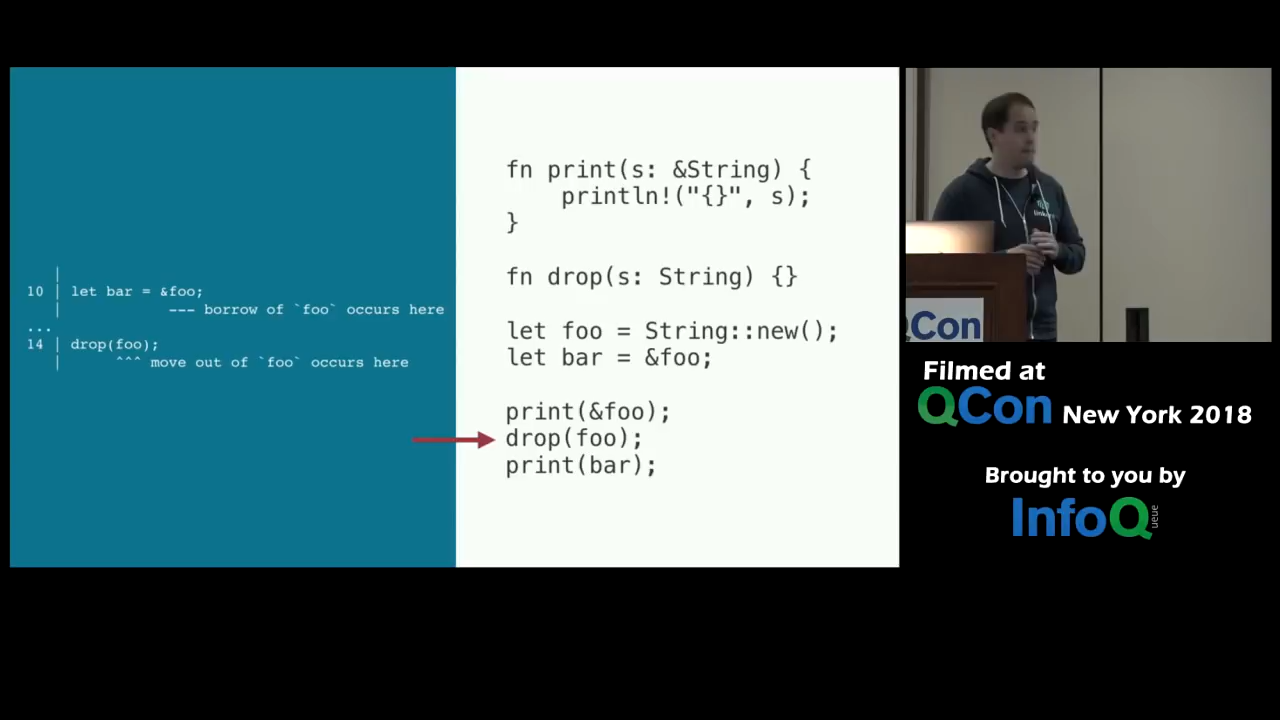 |
10 | let bar = &foo;
| --- borrow of `foo` occurs here
...
14 | drop(foo);
| ^^^ move out of `foo` occurs here
fn print(s: &String) {
    println!("{}", s);
}
fn drop(s: String) {}
let foo = String::new();
let bar = &foo;
print(&foo);
drop(foo);
print(bar);
QCon
Filmed at
QCon New York 2018
Brought to you by
InfoQ
ueue